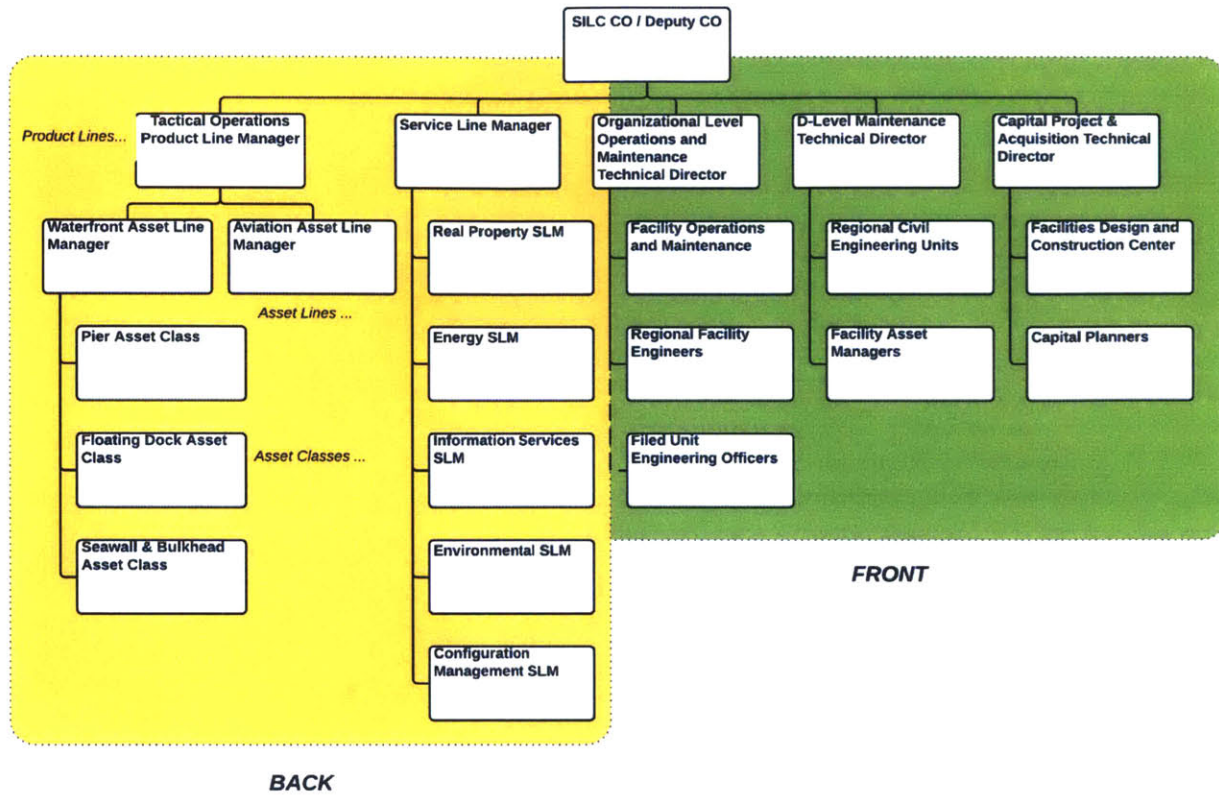 SILC CO / Deputy CO
Product Lines...
Tactical Operations
Product Line Manager
Service Line Manager
Organizational Level
Operations and
Maintenance
Technical Director
D-Level Maintenance
Technical Director
Capital Project &
Acquisition Technical
Director
Waterfront Asset Line
Manager
Aviation Asset Line
Manager
Real Property SLM
Facility Operations
and Maintenance
Regional Civil
Engineering Units
Facilities Design and
Construction Center
Asset Lines ...
Pier Asset Class
Energy SLM
Regional Facility
Engineers
Facility Asset
Managers
Capital Planners
Floating Dock Asset
Class
Asset Classes ...
Information Services
SLM
Filed Unit
Engineering Officers
Seawall & Bulkhead
Asset Class
Environmental SLM
FRONT
Configuration
Management SLM
BACK